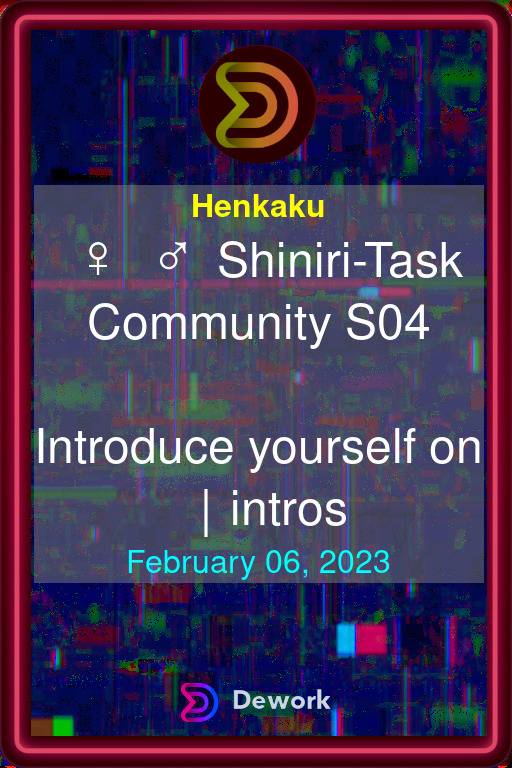 Henkaku
♀ ♂ Shiniri-Task
Community S04
Introduce yourself on
| intros
February 06, 2023
Dework